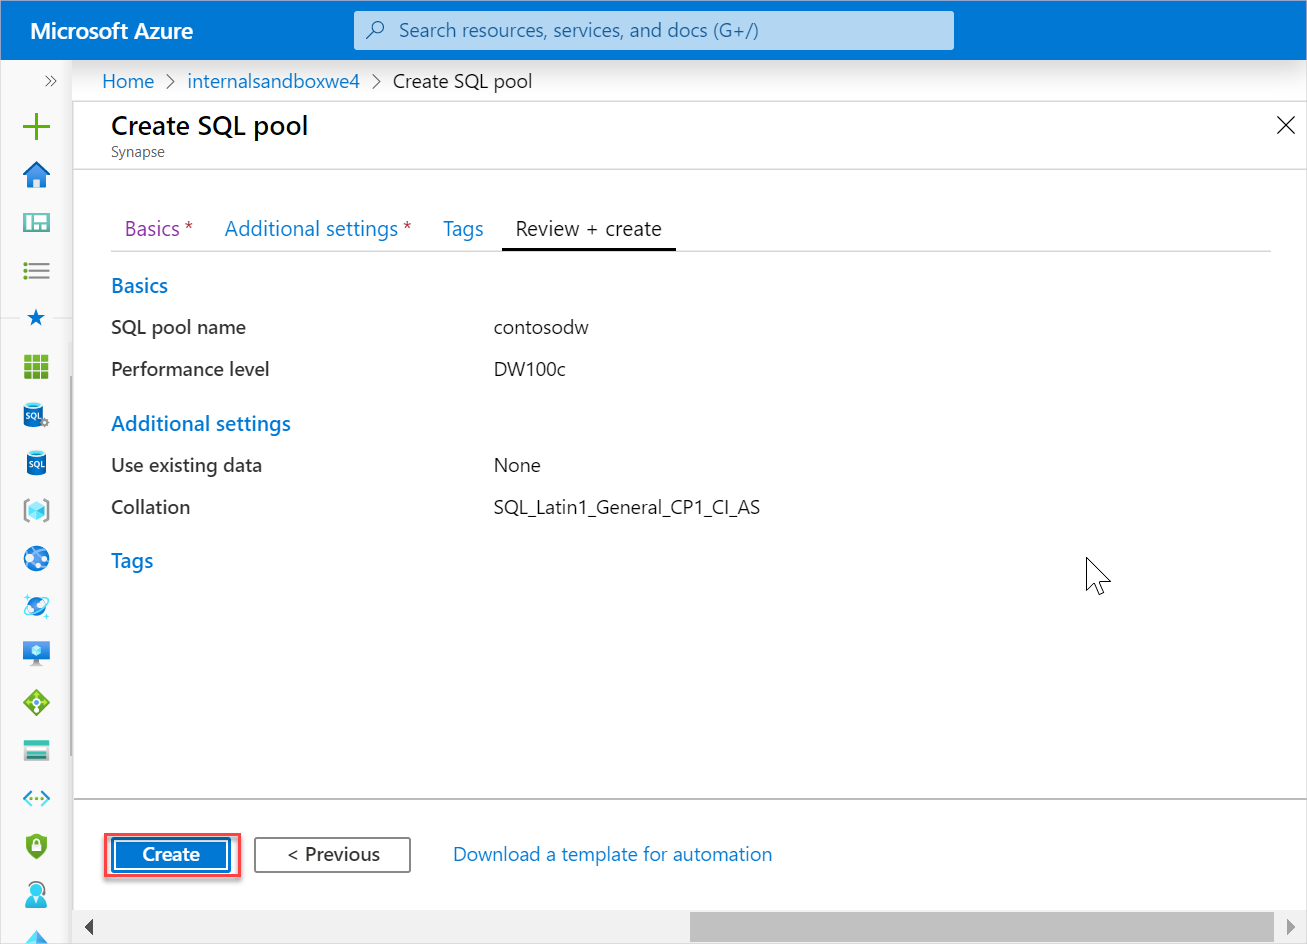 Microsoft Azure
Search resources, services, and docs (G+/)
Home > internalsandboxwe4 > Create SQL pool
Create SQL pool
Synapse
Basics * Additional settings * Tags Review + create
Basics
SQL pool name contosodw
Performance level DW100c
Additional settings
Use existing data None
Collation SQL_Latin1_General_CP1_CI_AS
Tags
Create < Previous Download a template for automation
SQL
SQL